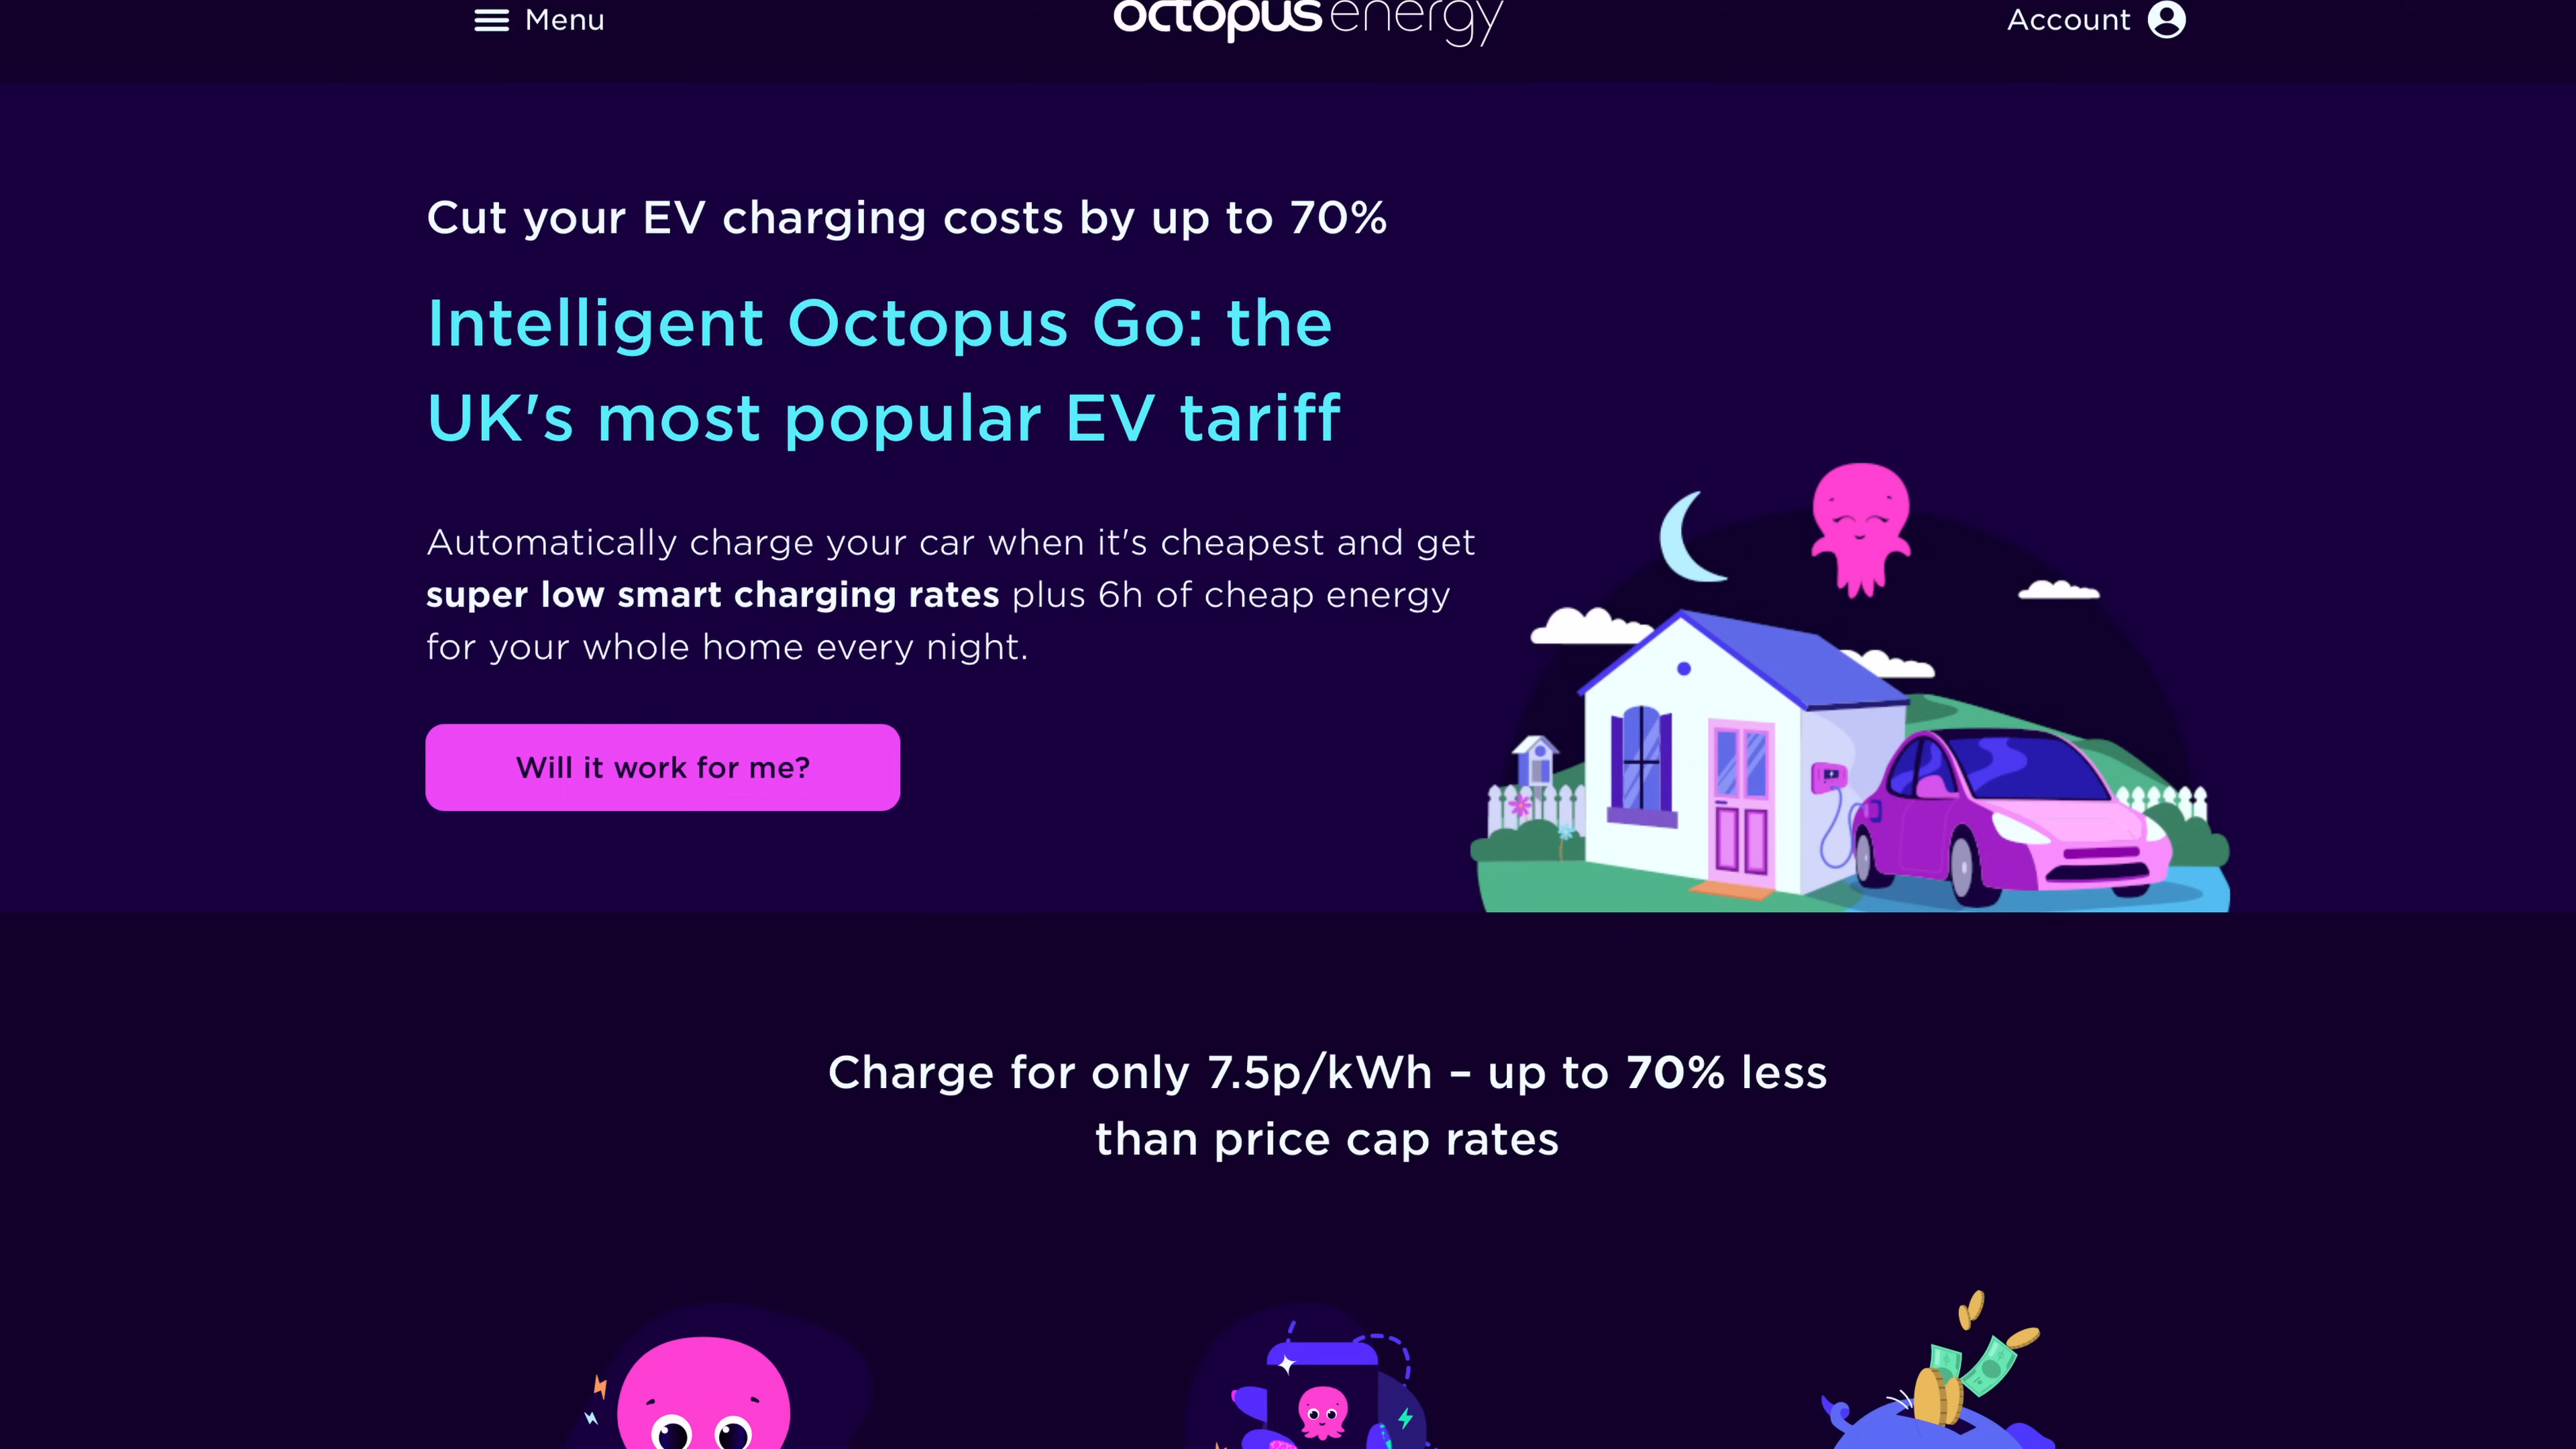 Menu
octopus energy
Account
Cut your EV charging costs by up to 70%
Intelligent Octopus Go: the
UK's most popular EV tariff
Automatically charge your car when it's cheapest and get
super low smart charging rates plus 6h of cheap energy
for your whole home every night.
Will it work for me?
Charge for only 7.5p/kWh – up to 70% less
than price cap rates